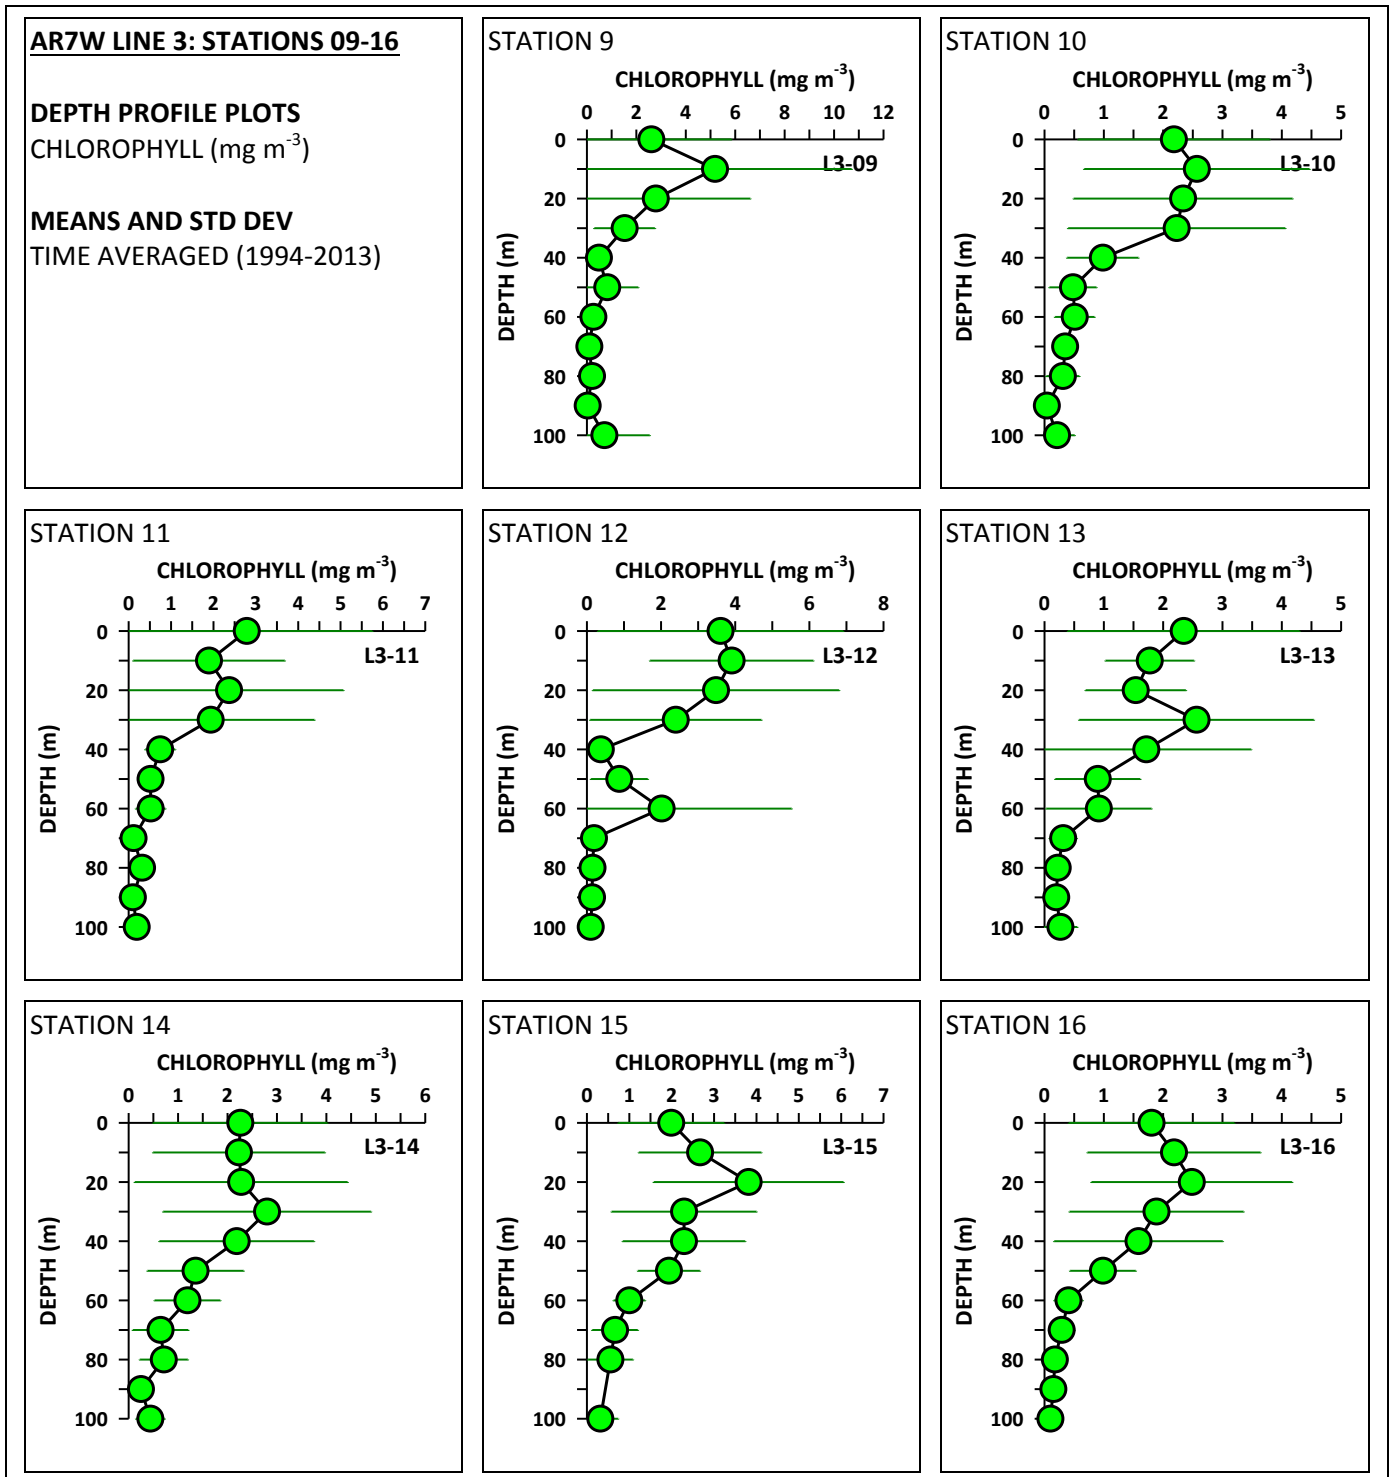 AR7W LINE 3: STATIONS 09-16
DEPTH PROFILE PLOTS
CHLOROPHYLL (mg m-3)
MEANS AND STD DEV
TIME AVERAGED (1994-2013)
STATION 9
CHLOROPHYLL (mg m-3)
0 2 4 6 8 10 12
L3-09
DEPTH (m)
0
20
40
60
80
100
STATION 10
CHLOROPHYLL (mg m-3)
0 1 2 3 4 5
L3-10
DEPTH (m)
0
20
40
60
80
100
STATION 11
CHLOROPHYLL (mg m-3)
0 1 2 3 4 5 6 7
L3-11
DEPTH (m)
0
20
40
60
80
100
STATION 12
CHLOROPHYLL (mg m-3)
0 2 4 6 8
L3-12
DEPTH (m)
0
20
40
60
80
100
STATION 13
CHLOROPHYLL (mg m-3)
0 1 2 3 4 5
L3-13
DEPTH (m)
0
20
40
60
80
100
STATION 14
CHLOROPHYLL (mg m-3)
0 1 2 3 4 5 6
L3-14
DEPTH (m)
0
20
40
60
80
100
STATION 15
CHLOROPHYLL (mg m-3)
0 1 2 3 4 5 6 7
L3-15
DEPTH (m)
0
20
40
60
80
100
STATION 16
CHLOROPHYLL (mg m-3)
0 1 2 3 4 5
L3-16
DEPTH (m)
0
20
40
60
80
100